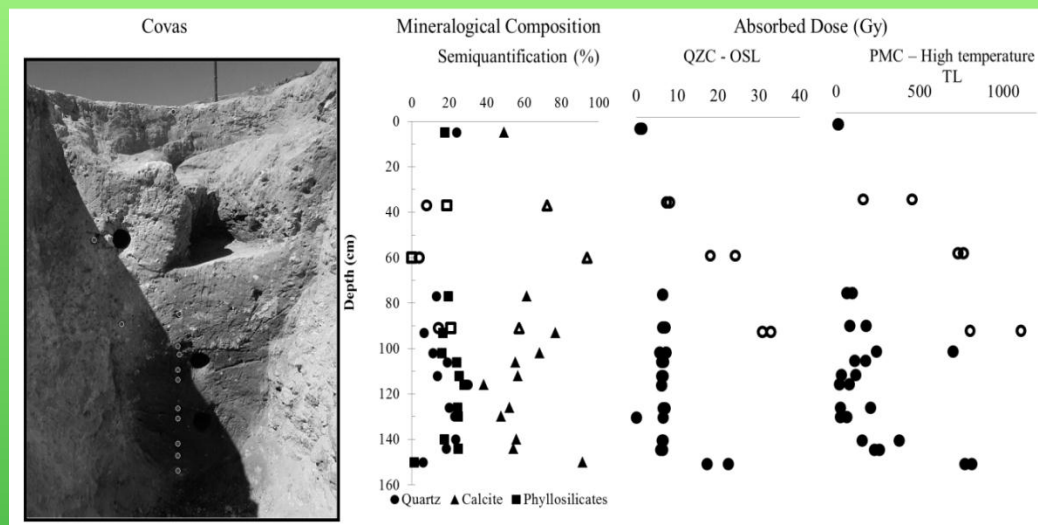 Covas
Mineralogical Composition
Absorbed Dose (Gy)
Semiquantification (%)
QZC - OSL
PMC – High temperature
TL
0 20 40 60 80 100
0 10 20 30 40
0 500 1000
Depth (cm)
0
20
40
60
80
100
120
140
160
Quartz Calcite Phyllosilicates